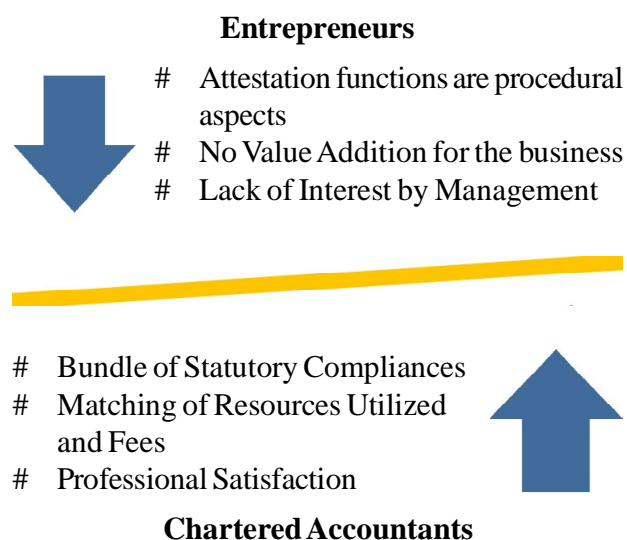 Entrepreneurs
# Attestation functions are procedural
aspects
# No Value Addition for the business
# Lack of Interest by Management
# Bundle of Statutory Compliances
# Matching of Resources Utilized
and Fees
# Professional Satisfaction
Chartered Accountants